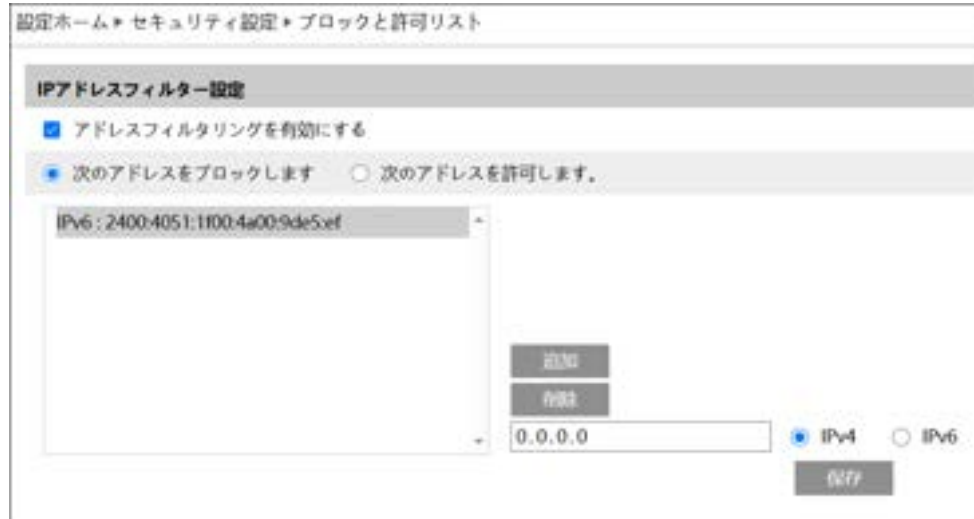 設定ホーム▶セキュリティ設定▶ブロックと許可リスト
IPアドレスフィルター設定
アドレスフィルタリングを有効にする
次のアドレスをブロックします 次のアドレスを許可します。
IPv6 : 2400:4051:1f00:4a00:9de5:ef
追加
削除
0.0.0.0 IPv4 IPv6
保存